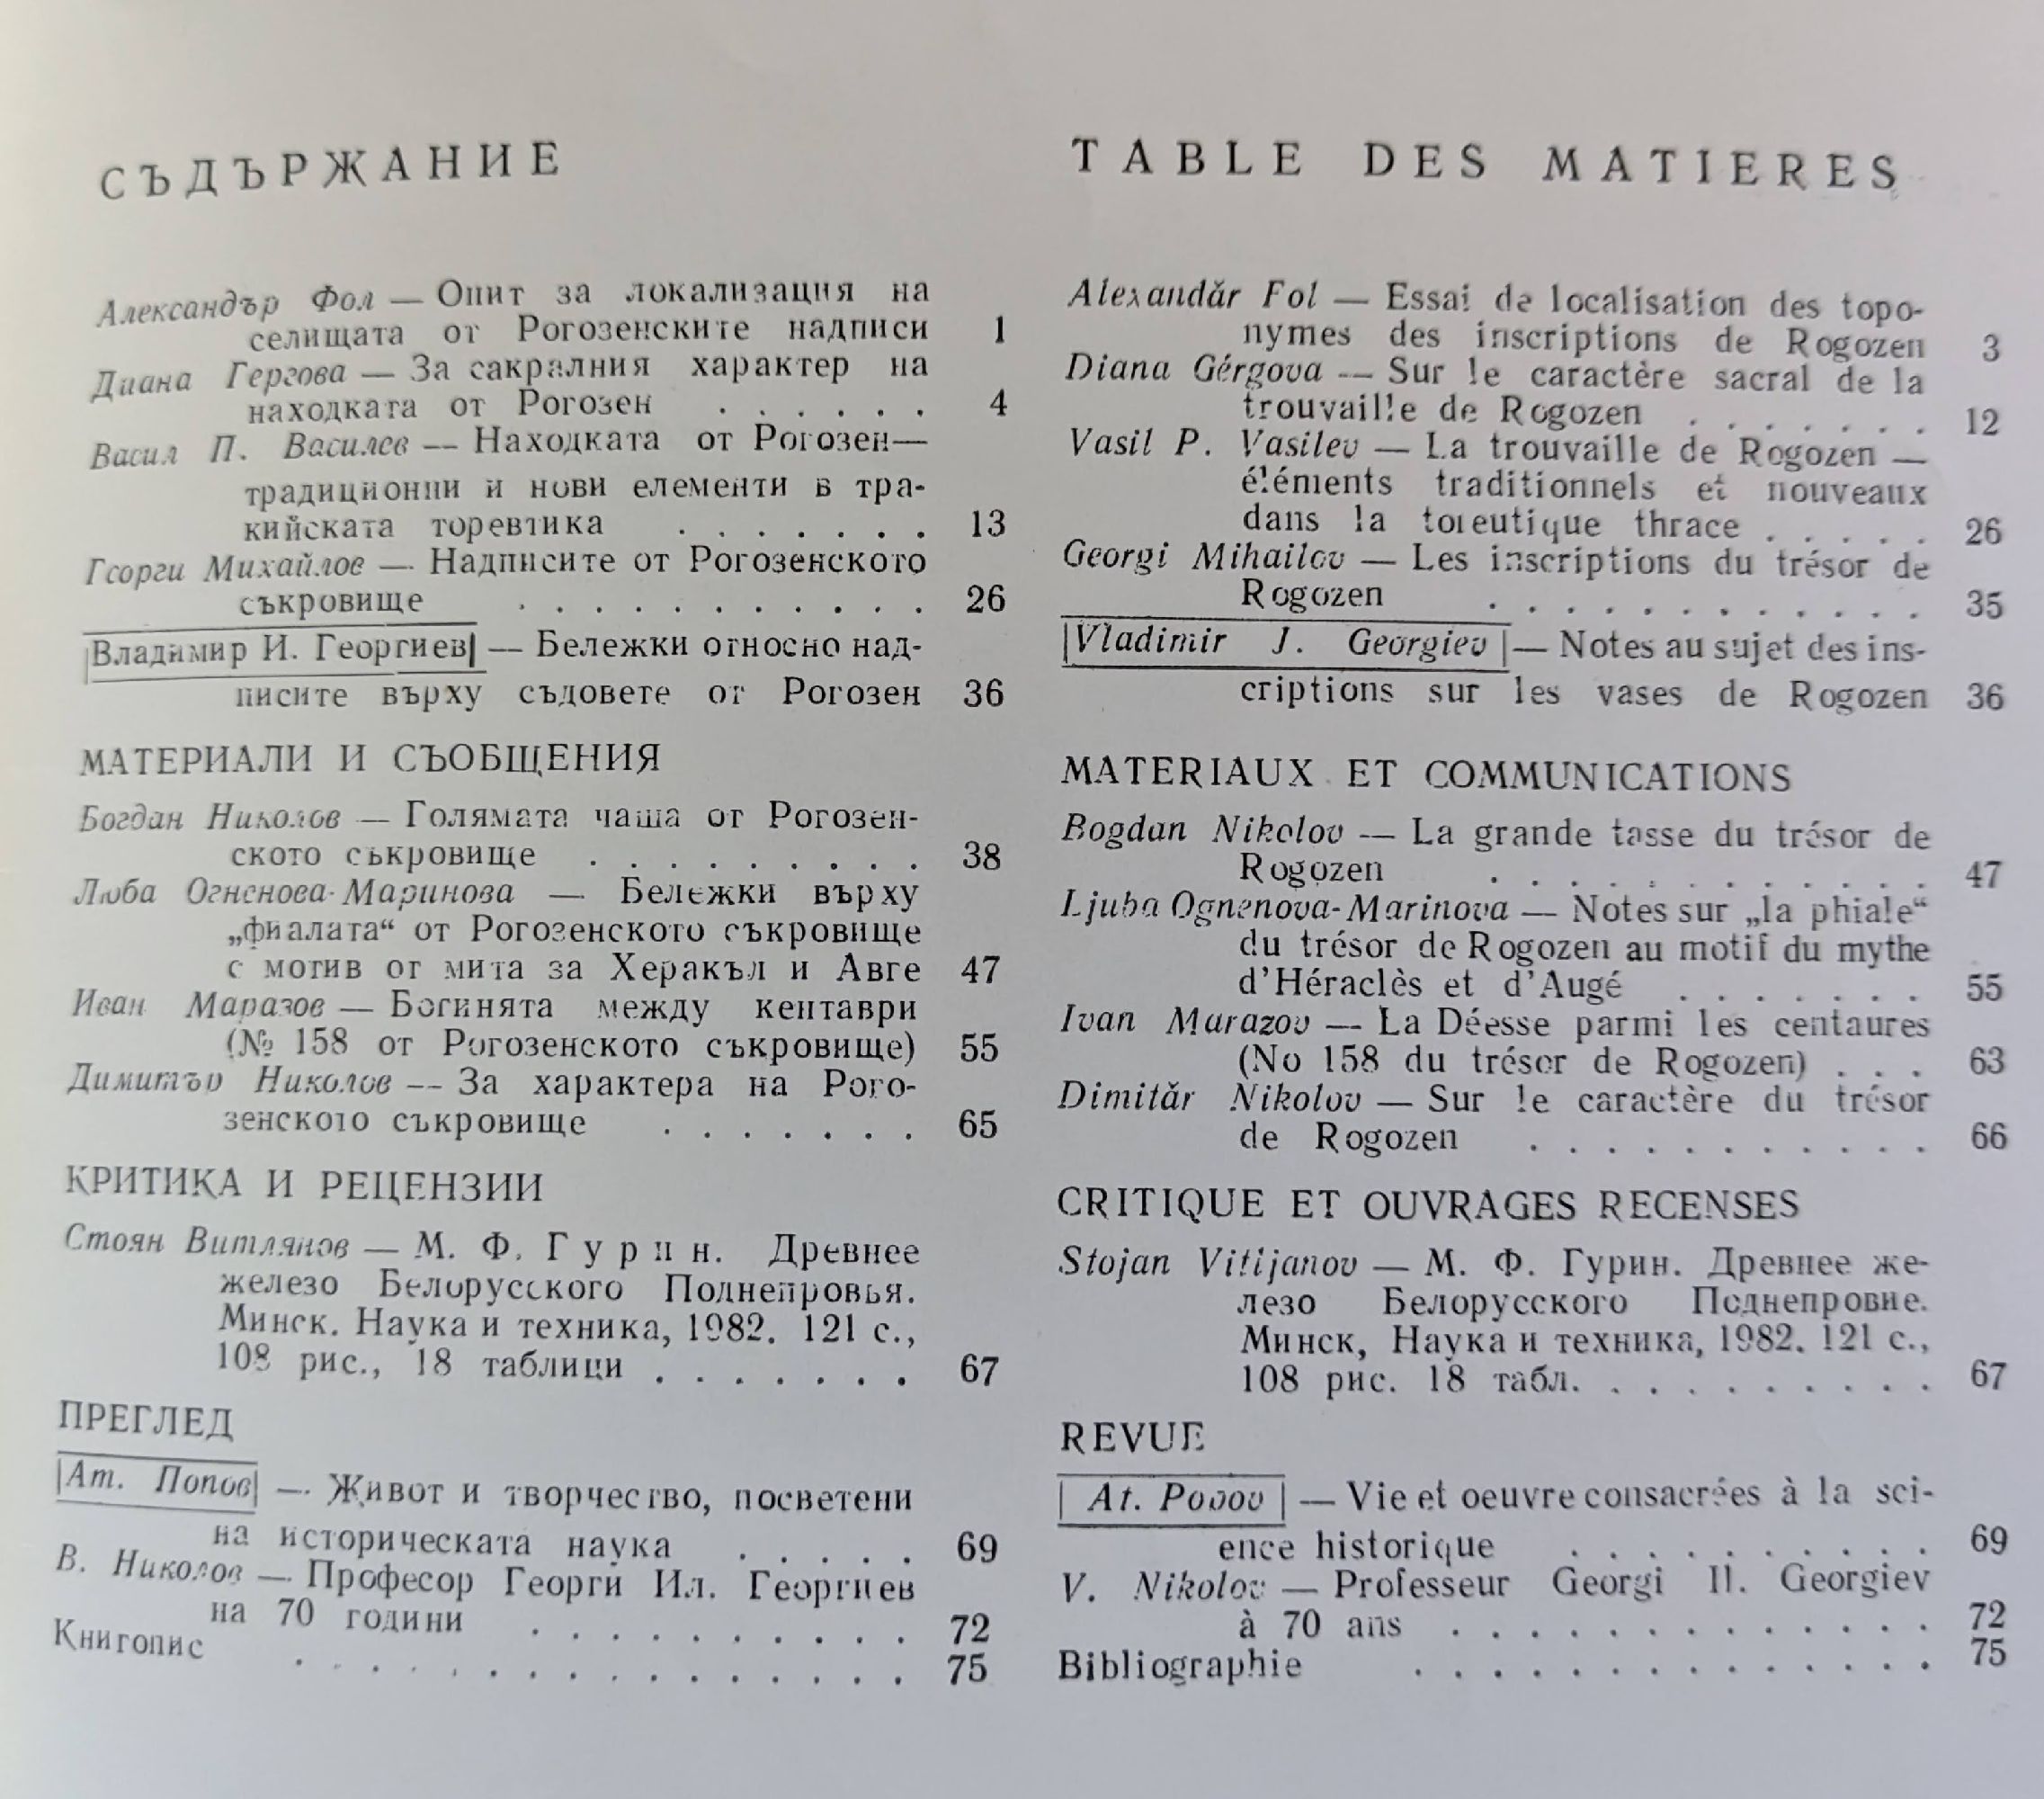 СЪДЪРЖАНИЕ
Александър Фол — Опит за локализация на
селищата от Рогозенските надписи 1
Диана Гергова — За сакралния характер на
находката от Рогозен . . . . . . 4
Васил П. Василев — Находката от Рогозен—
традиционни и нови елементи в тра-
кийската торевтика . . . . . . . 13
Георги Михайлов — Надписите от Рогозенското
съкровище . . . . . . . . . . . 26
Владимир И. Георгиев — Бележки относно над-
писите върху съдовете от Рогозен 36
МАТЕРИАЛИ И СЪОБЩЕНИЯ
Богдан Николов — Голямата чаша от Рогозен-
ското съкровище . . . . . . . . . 38
Люба Огненова-Маринова — Бележки върху
„фиалата“ от Рогозенското съкровище
с мотив от мита за Херакъл и Авге 47
Иван Маразов — Богинята между кентаври
(№ 158 от Рогозенското съкровище) 55
Димитър Николов — За характера на Рого-
зенското съкровище . . . . . . . 65
КРИТИКА И РЕЦЕНЗИИ
Стоян Витлянов — М. Ф. Гурин. Древнее
железо Белорусского Поднепровья.
Минск. Наука и техника, 1982. 121 с.,
108 рис., 18 таблици . . . . . . . 67
ПРЕГЛЕД
Ат. Попов — Живот и творчество, посветени
на историческата наука . . . . . 69
В. Николов — Професор Георги Ил. Георгиев
на 70 години . . . . . . . . . . 72
Книгопис . . . . . . . . . . . . . . . . 75
TABLE DES MATIERES
Alexandăr Fol — Essai de localisation des topo-
nymes des inscriptions de Rogozen 3
Diana Gérgova — Sur le caractère sacral de la
trouvaille de Rogozen . . . . . . . 12
Vasil P. Vasilev — La trouvaille de Rogozen —
éléments traditionnels et nouveaux
dans la toreutique thrace . . . . . 26
Georgi Mihailov — Les inscriptions du trésor de
Rogozen . . . . . . . . . . . . 35
Vladimir J. Georgiev — Notes au sujet des ins-
criptions sur les vases de Rogozen 36
MATERIAUX ET COMMUNICATIONS
Bogdan Nikolov — La grande tasse du trésor de
Rogozen . . . . . . . . . . . . 47
Ljuba Ognenova-Marinova — Notes sur „la phiale“
du trésor de Rogozen au motif du mythe
d'Héraclès et d'Augé . . . . . . . 55
Ivan Marazov — La Déesse parmi les centaures
(No 158 du trésor de Rogozen) . . . 63
Dimităr Nikolov — Sur le caractère du trésor
de Rogozen . . . . . . . . . . . 66
CRITIQUE ET OUVRAGES RECENSES
Stojan Vitljanov — М. Ф. Гурин. Древнее же-
лезо Белорусского Поднепровие.
Минск, Наука и техника, 1982. 121 с.,
108 рис. 18 табл. . . . . . . . . . 67
REVUE
At. Popov — Vie et oeuvre consacrées à la sci-
ence historique . . . . . . . . . . 69
V. Nikolov — Professeur Georgi Il. Georgiev
à 70 ans . . . . . . . . . . . . . 72
Bibliographie . . . . . . . . . . . . . . 75